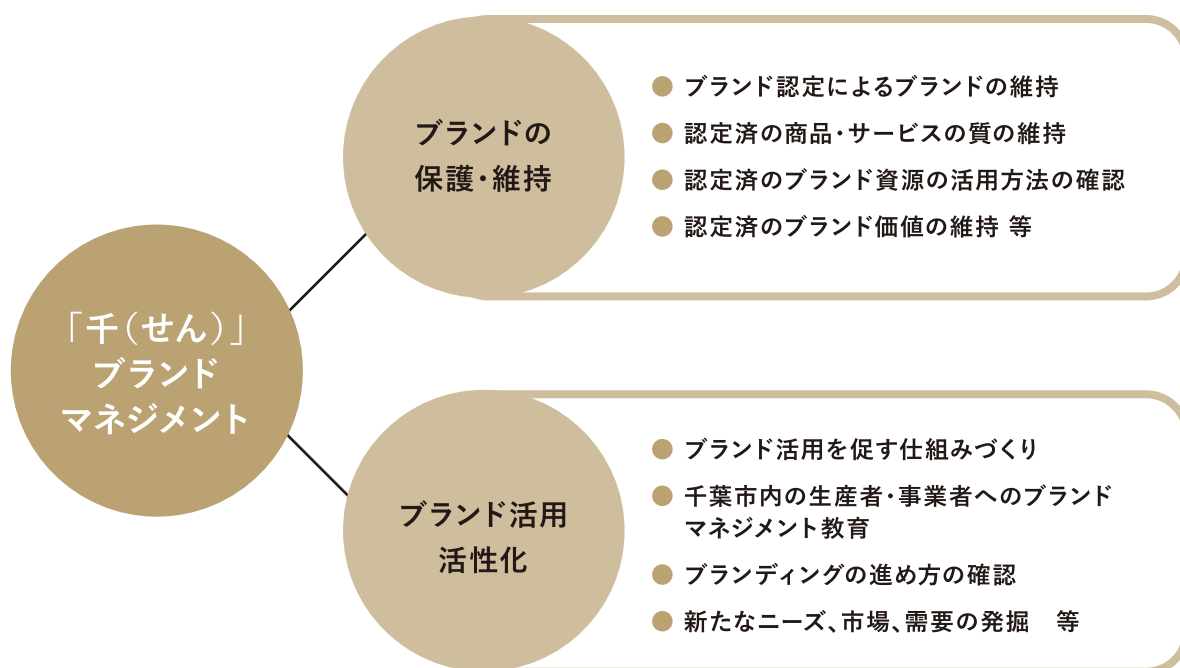 「千(せん)」
ブランド
マネジメント
ブランドの
保護・維持
● ブランド認定によるブランドの維持
● 認定済の商品・サービスの質の維持
● 認定済のブランド資源の活用方法の確認
● 認定済のブランド価値の維持 等
ブランド活用
活性化
● ブランド活用を促す仕組みづくり
● 千葉市内の生産者・事業者へのブランド
マネジメント教育
● ブランディングの進め方の確認
● 新たなニーズ、市場、需要の発掘　等